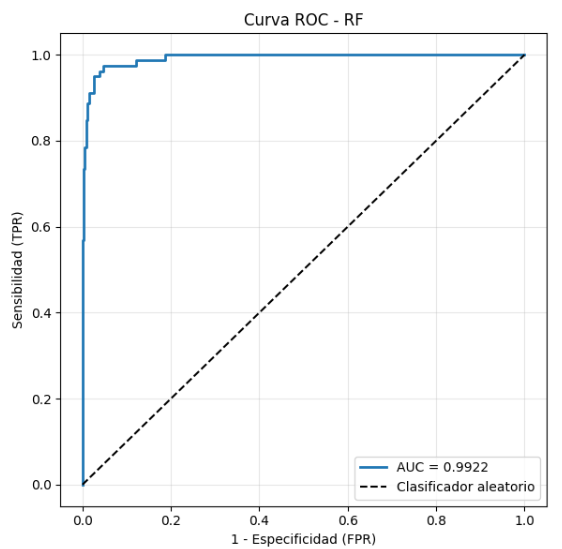 Curva ROC - RF
1.0
0.8
0.6
0.4
0.2
0.0
Sensibilidad (TPR)
AUC = 0.9922
Clasificador aleatorio
0.0 0.2 0.4 0.6 0.8 1.0
1 - Especificidad (FPR)